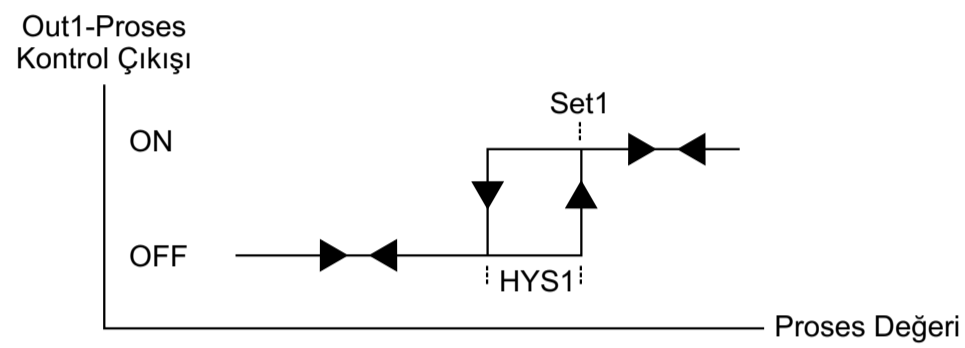 Out1-Proses
Kontrol Çıkışı
Set1
ON
OFF
HYS1
Proses Değeri